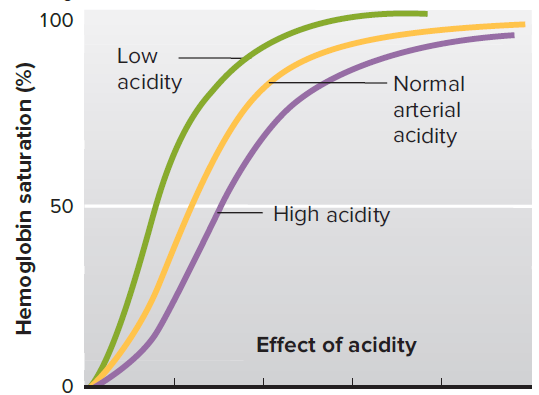 100
Low
acidity
Normal
arterial
acidity
Hemoglobin saturation (%)
50
High acidity
Effect of acidity
0